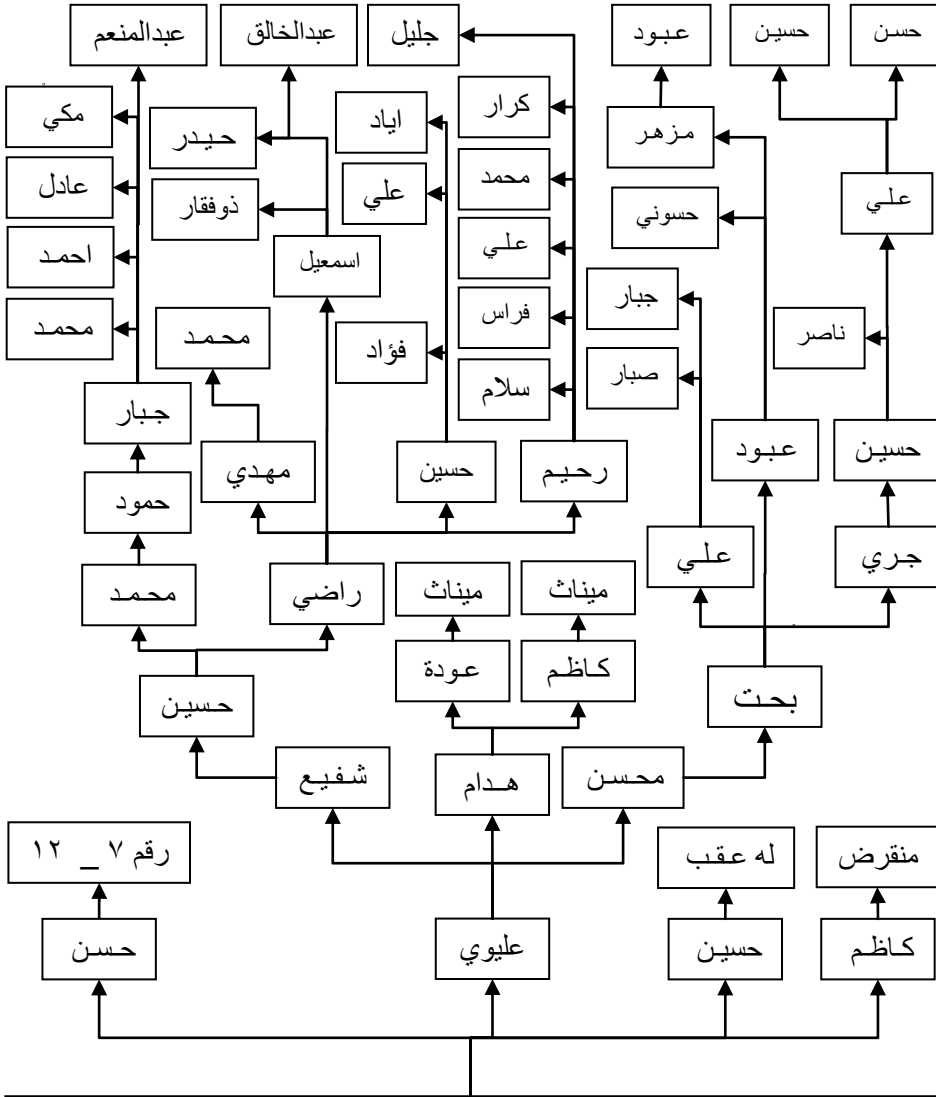 حسن
حسين
عبود
جليل
عبدالخالق
عبدالمنعم
كرار
اياد
مكي
مزهر
حيدر
محمد
علي
عادل
علي
ذوفقار
حسوني
علي
احمد
اسمعيل
جبار
فراس
محمد
ناصر
فؤاد
محمد
صبار
سلام
جبار
حسين
عبود
رحيم
حسين
مهدي
حمود
جري
علي
ميناث
ميناث
راضي
محمد
كاظم
عودة
بحت
حسين
محسن
هدام
شفيع
منقرض
له عقب
رقم ٧ _ ١٢
كاظم
حسين
عليوي
حسن